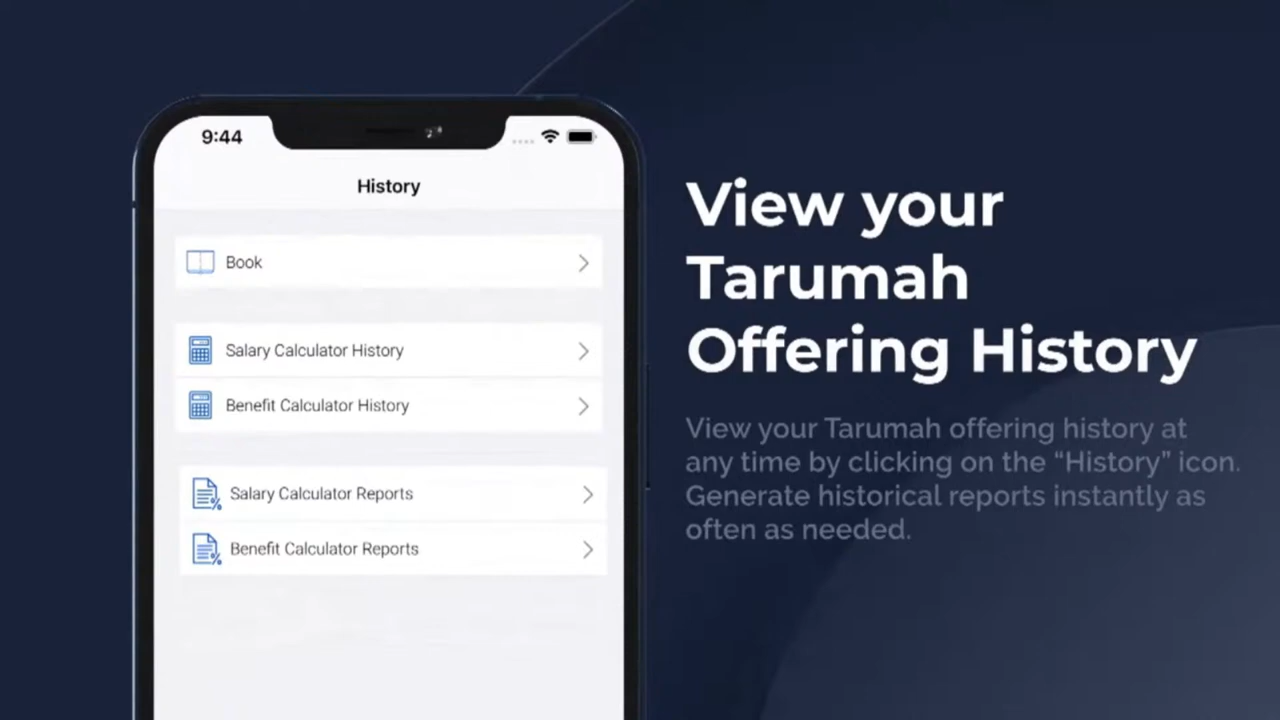 9:44
History
Book
Salary Calculator History
Benefit Calculator History
Salary Calculator Reports
Benefit Calculator Reports
View your
Tarumah
Offering History
View your Tarumah offering history at
any time by clicking on the “History” icon.
Generate historical reports instantly as
often as needed.